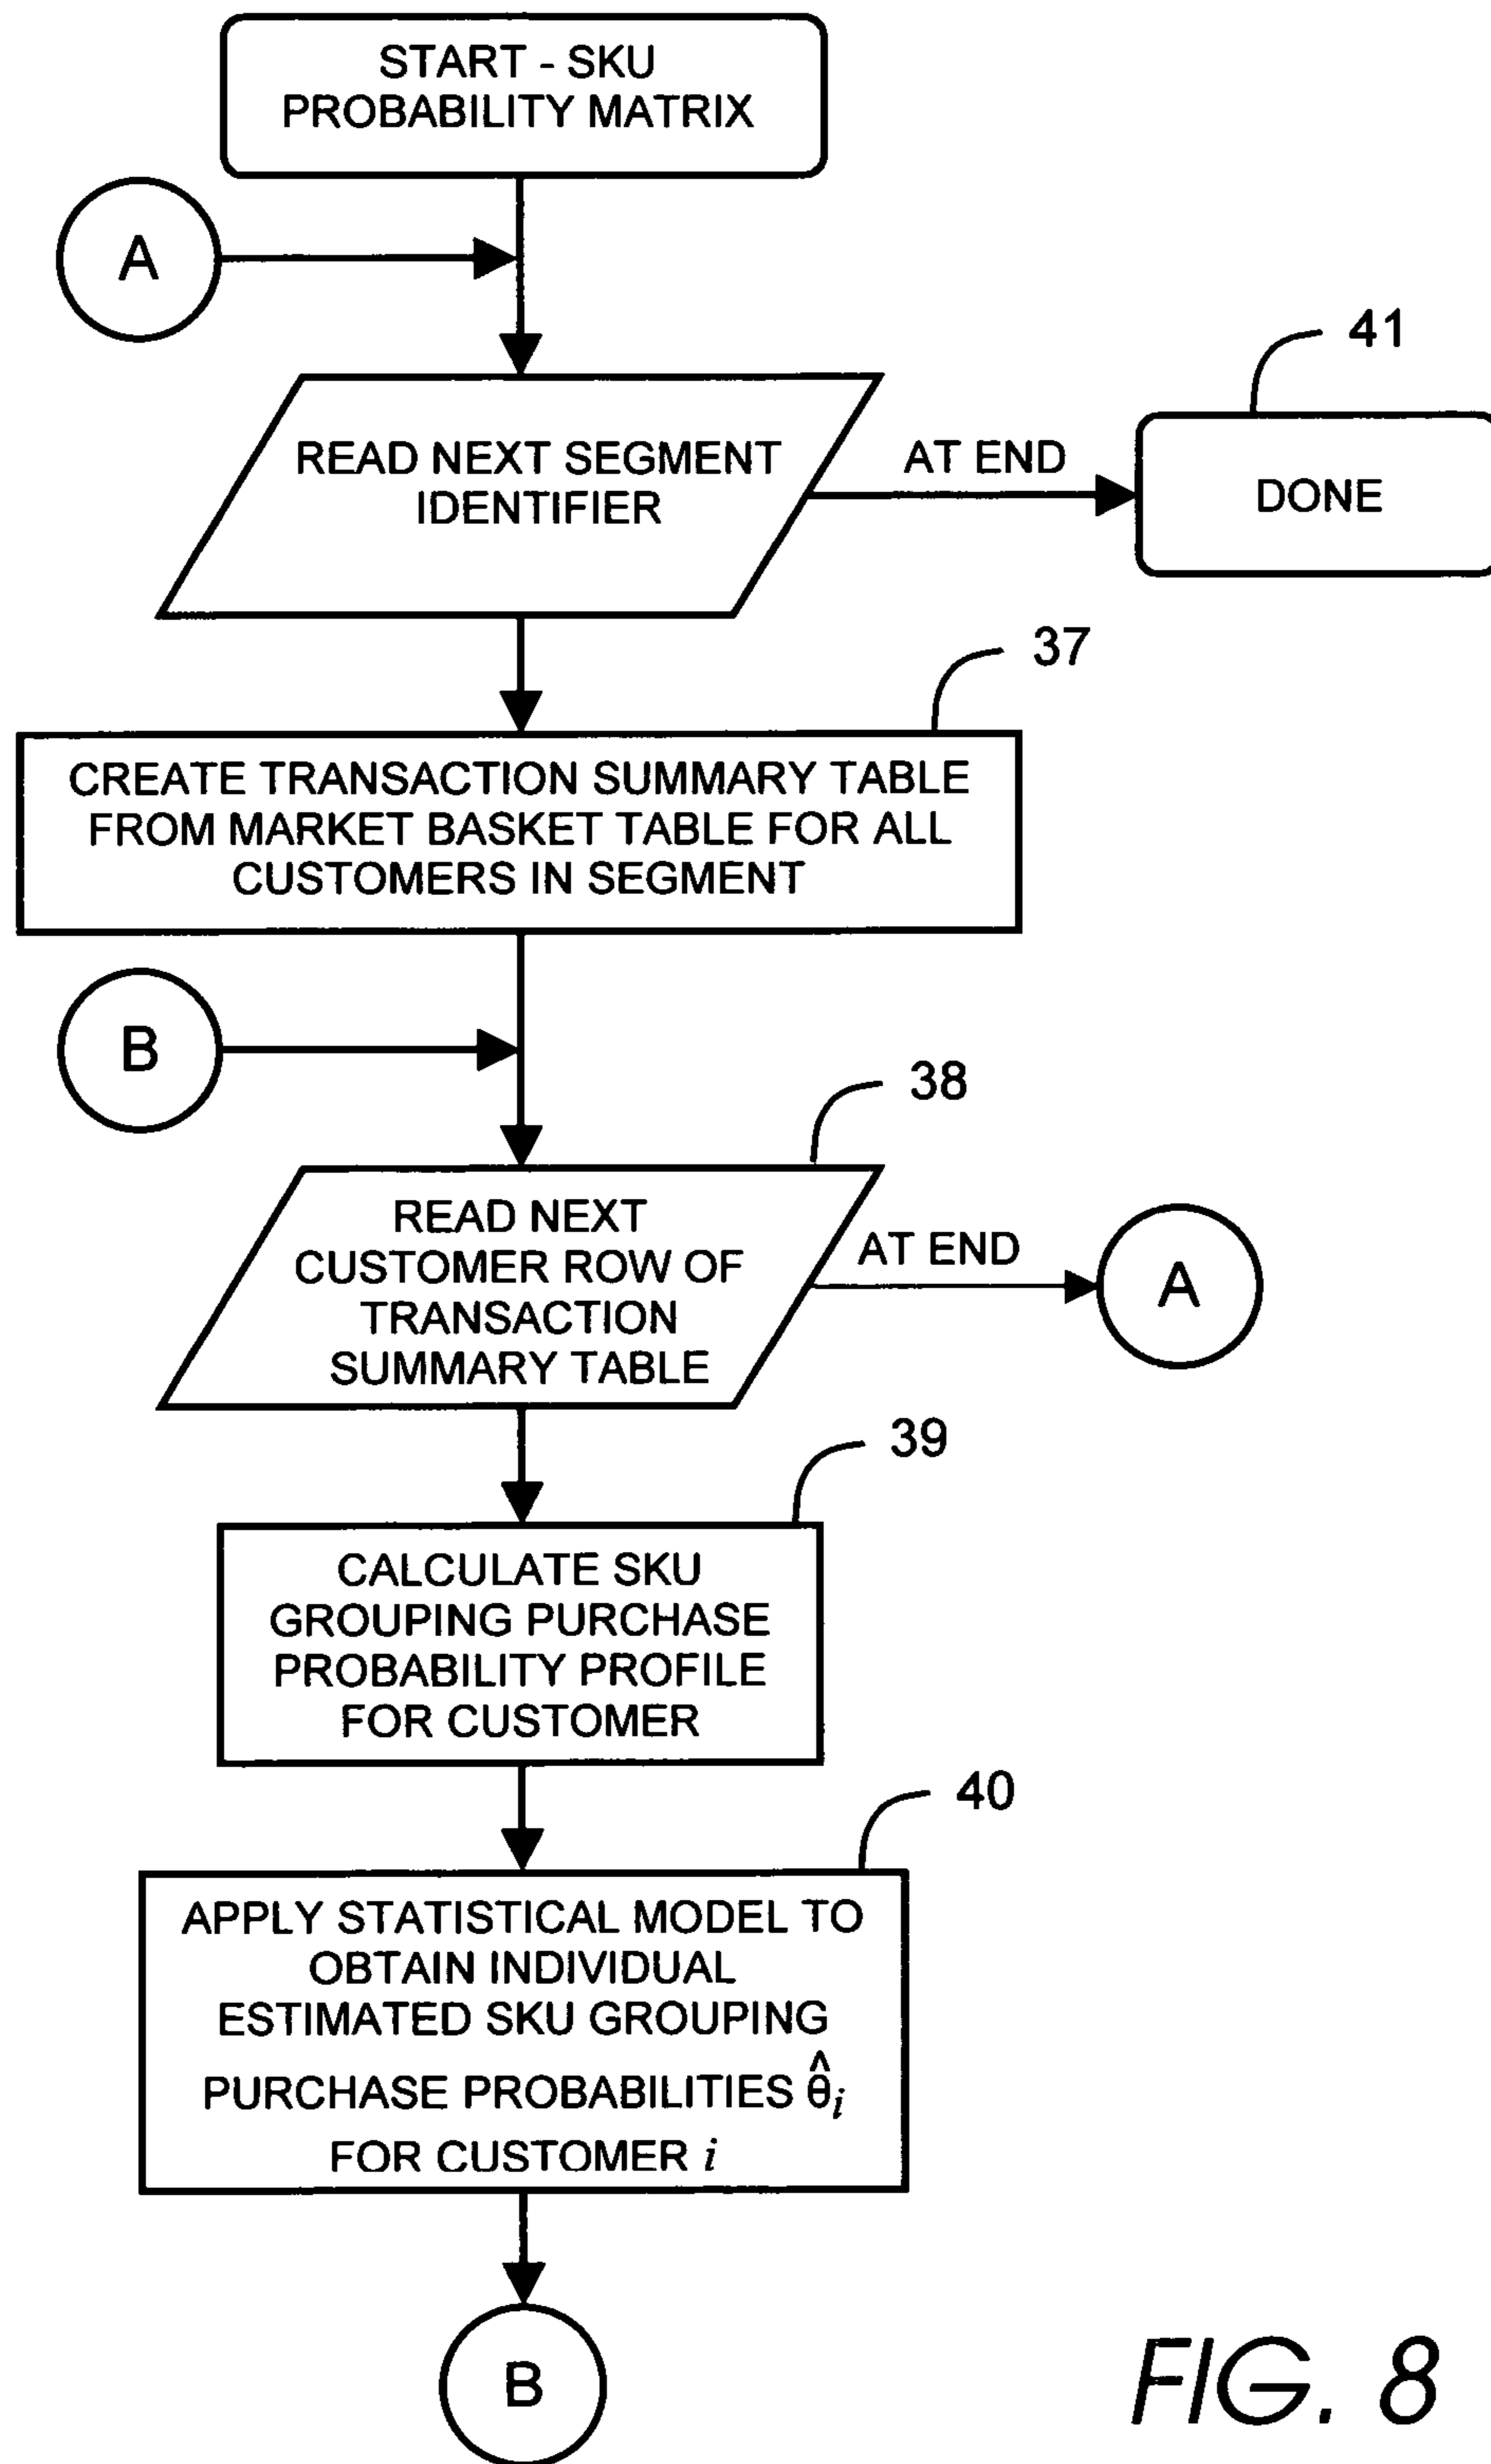 START - SKU
PROBABILITY MATRIX
A
41
READ NEXT SEGMENT
IDENTIFIER
AT END
DONE
37
CREATE TRANSACTION SUMMARY TABLE
FROM MARKET BASKET TABLE FOR ALL
CUSTOMERS IN SEGMENT
B
38
READ NEXT
CUSTOMER ROW OF
TRANSACTION
SUMMARY TABLE
AT END
A
39
CALCULATE SKU
GROUPING PURCHASE
PROBABILITY PROFILE
FOR CUSTOMER
40
APPLY STATISTICAL MODEL TO
OBTAIN INDIVIDUAL
ESTIMATED SKU GROUPING
PURCHASE PROBABILITIES θ̂ᵢ
FOR CUSTOMER i
B
FIG. 8